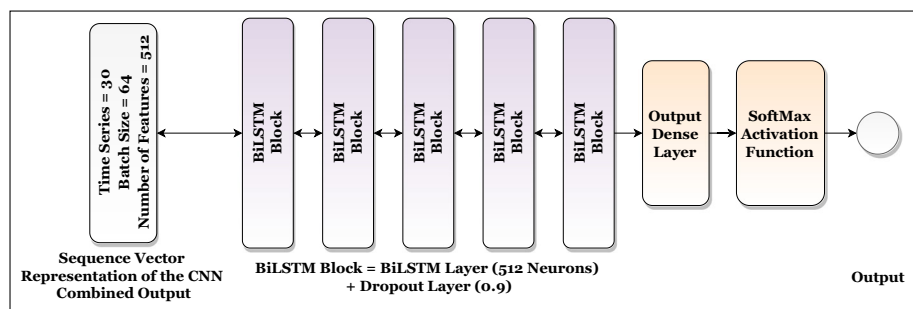 Time Series = 30
Batch Size = 64
Number of Features = 512
BiLSTM
Block
BiLSTM
Block
BiLSTM
Block
BiLSTM
Block
BiLSTM
Block
Output
Dense
Layer
SoftMax
Activation
Function
Sequence Vector
Representation of the CNN
Combined Output
BiLSTM Block = BiLSTM Layer (512 Neurons)
+ Dropout Layer (0.9)
Output